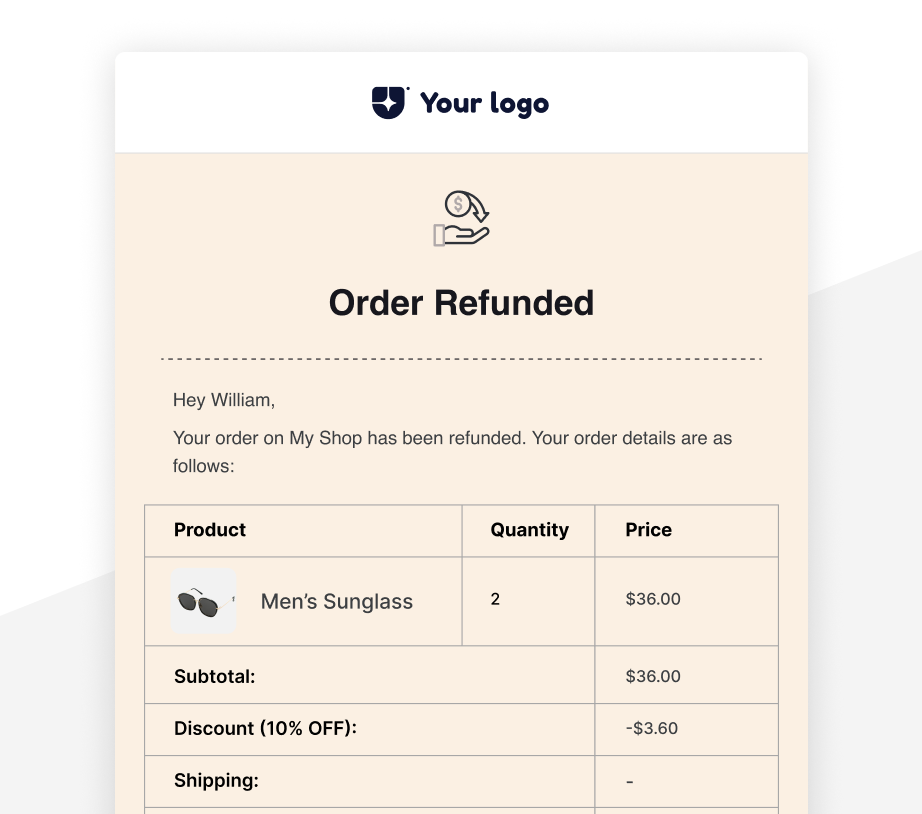 Your logo
$
Order Refunded
Hey William,
Your order on My Shop has been refunded. Your order details are as
follows:
Product Quantity Price
Men’s Sunglass 2 $36.00
Subtotal: $36.00
Discount (10% OFF): -$3.60
Shipping: -